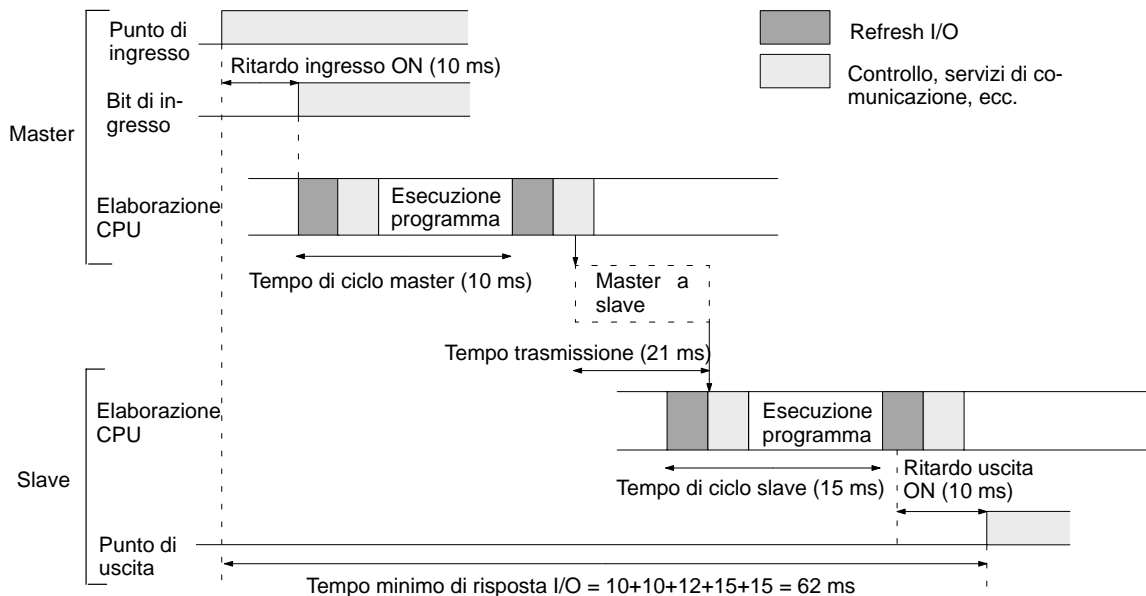 Punto di
ingresso
Refresh I/O
Ritardo ingresso ON (10 ms)
Controllo, servizi di co-
municazione, ecc.
Bit di in-
gresso
Master
Elaborazione
CPU
Esecuzione
programma
Tempo di ciclo master (10 ms)
Master a
slave
Tempo trasmissione (21 ms)
Elaborazione
CPU
Esecuzione
programma
Slave
Tempo di ciclo slave (15 ms)
Ritardo uscita
ON (10 ms)
Punto di
uscita
Tempo minimo di risposta I/O = 10+10+12+15+15 = 62 ms